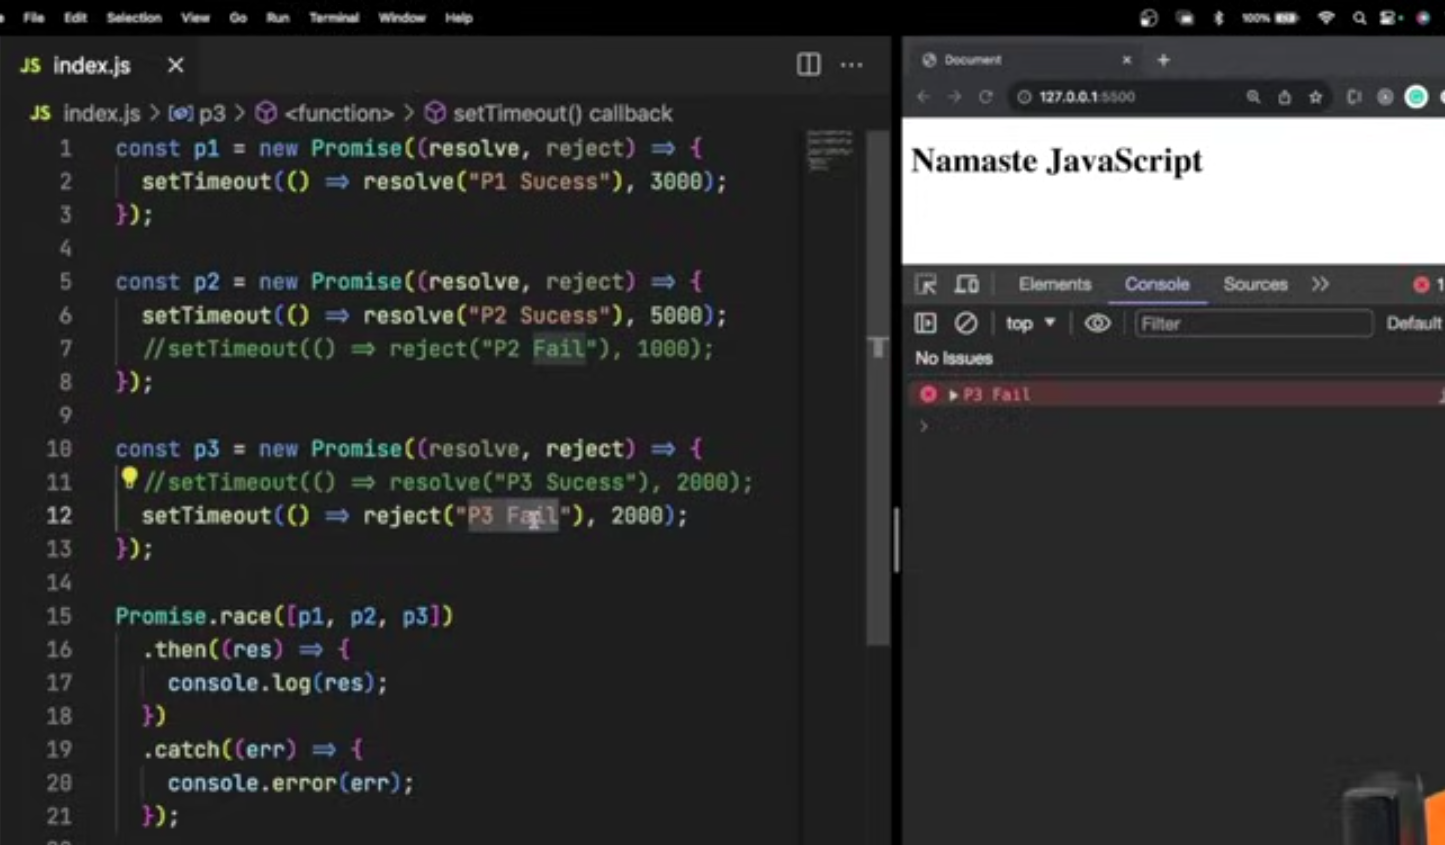 File Edit Selection View Go Run Terminal Window Help 100%
JS index.js
JS index.js > p3 > <function> > setTimeout() callback
1 const p1 = new Promise((resolve, reject) => {
2 setTimeout(() => resolve("P1 Sucess"), 3000);
3 });
4
5 const p2 = new Promise((resolve, reject) => {
6 setTimeout(() => resolve("P2 Sucess"), 5000);
7 //setTimeout(() => reject("P2 Fail"), 1000);
8 });
9
10 const p3 = new Promise((resolve, reject) => {
11 //setTimeout(() => resolve("P3 Sucess"), 2000);
12 setTimeout(() => reject("P3 Fail"), 2000);
13 });
14
15 Promise.race([p1, p2, p3])
16 .then((res) => {
17 console.log(res);
18 })
19 .catch((err) => {
20 console.error(err);
21 });
Document
127.0.0.1:5500
Namaste JavaScript
Elements Console Sources >> 1
top Filter Default
No Issues
P3 Fail
>